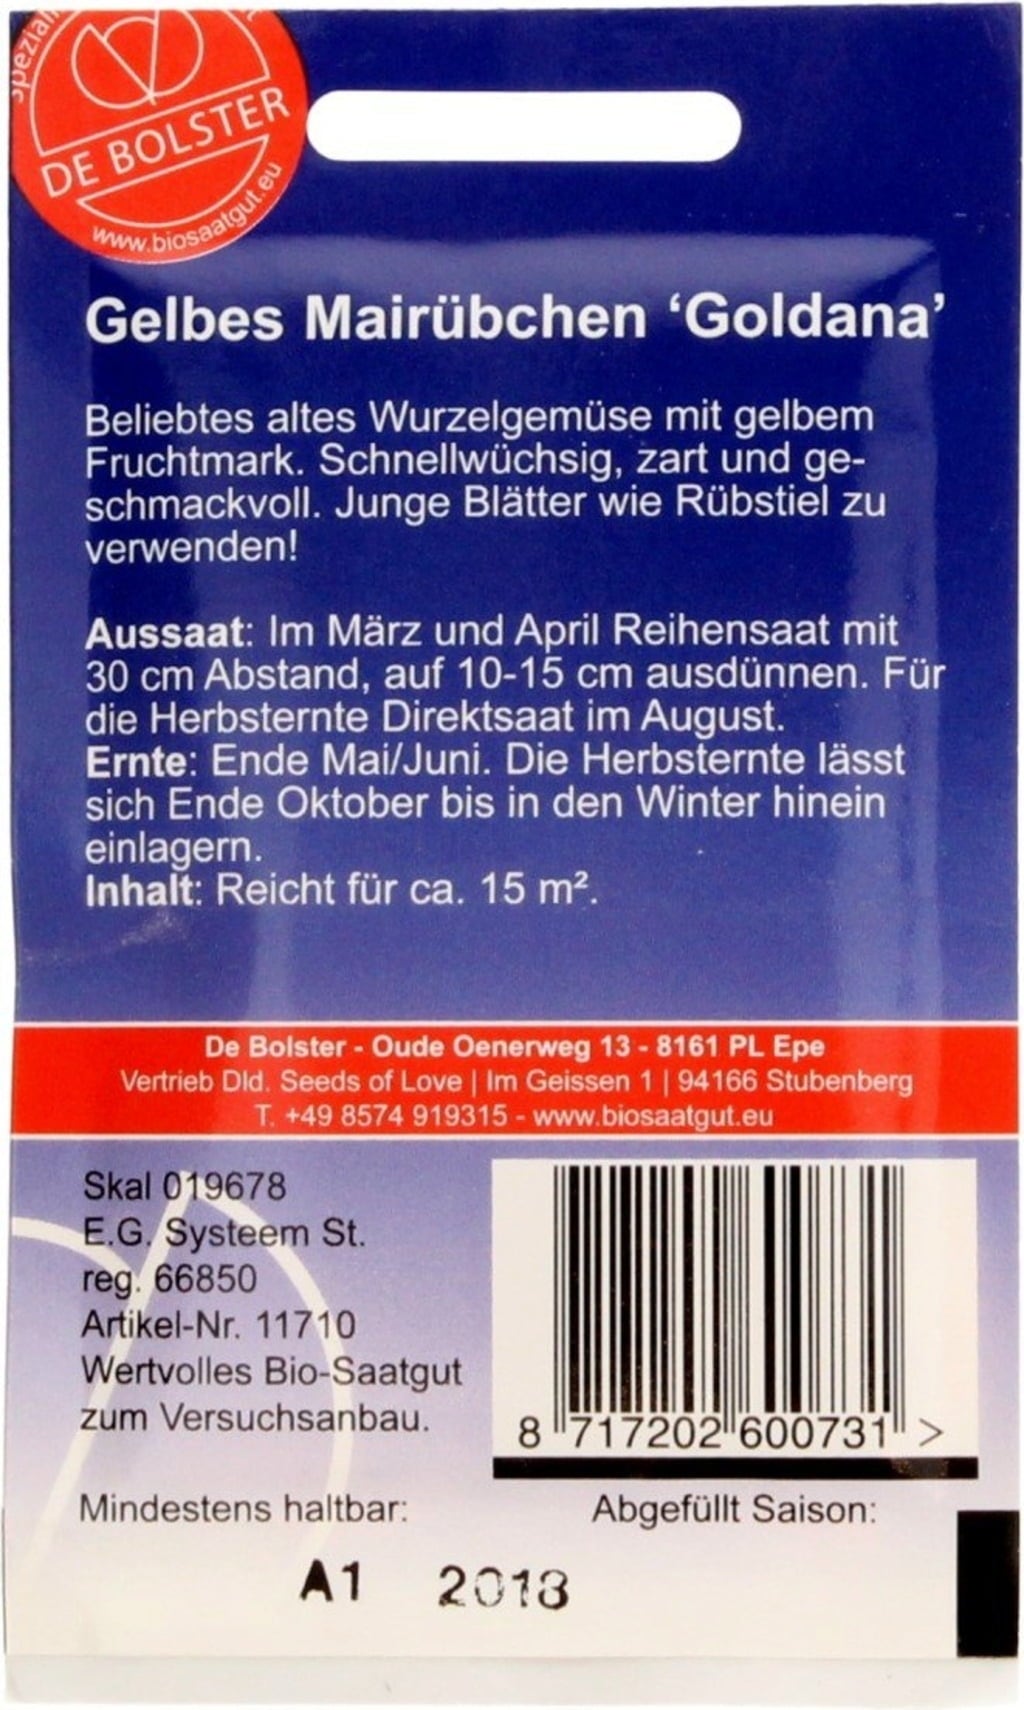 Spezial
DE BOLSTER
www.biosaatgut.eu
Gelbes Mairübchen ‘Goldana’
Beliebtes altes Wurzelgemüse mit gelbem
Fruchtmark. Schnellwüchsig, zart und ge-
schmackvoll. Junge Blätter wie Rübstiel zu
verwenden!
Aussaat: Im März und April Reihensaat mit
30 cm Abstand, auf 10-15 cm ausdünnen. Für
die Herbsternte Direktsaat im August.
Ernte: Ende Mai/Juni. Die Herbsternte lässt
sich Ende Oktober bis in den Winter hinein
einlagern.
Inhalt: Reicht für ca. 15 m².
De Bolster - Oude Oenerweg 13 - 8161 PL Epe
Vertrieb Dld. Seeds of Love | Im Geissen 1 | 94166 Stubenberg
T. +49 8574 919315 - www.biosaatgut.eu
Skal 019678
E.G. Systeem St.
reg. 66850
Artikel-Nr. 11710
Wertvolles Bio-Saatgut
zum Versuchsanbau.
8 717202 600731 >
Mindestens haltbar:
Abgefüllt Saison:
A1 2018